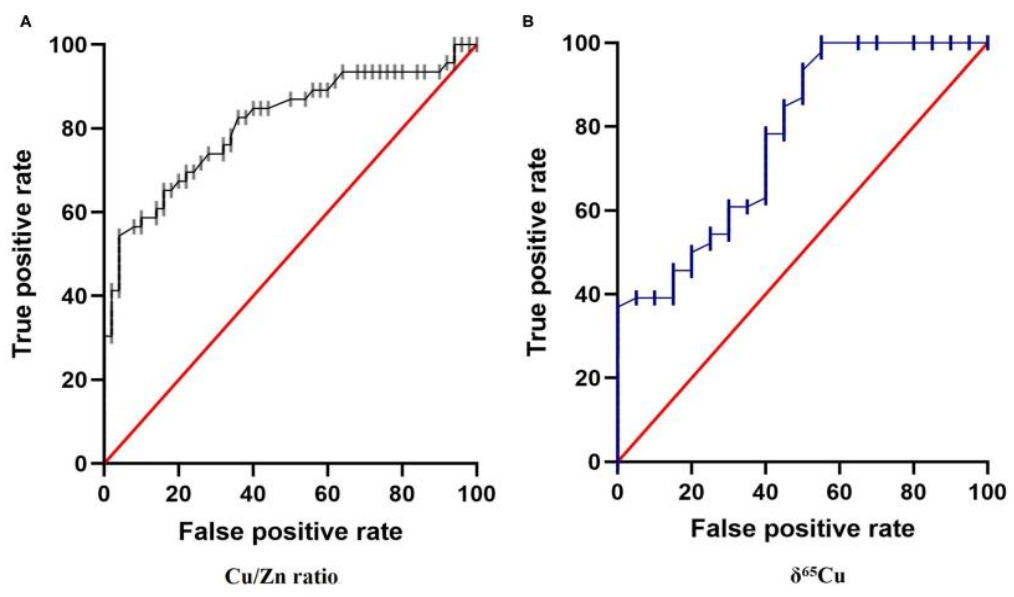 A
True positive rate
100
80
60
40
20
0
0 20 40 60 80 100
False positive rate
Cu/Zn ratio
B
True positive rate
100
80
60
40
20
0
0 20 40 60 80 100
False positive rate
δ⁶⁵Cu